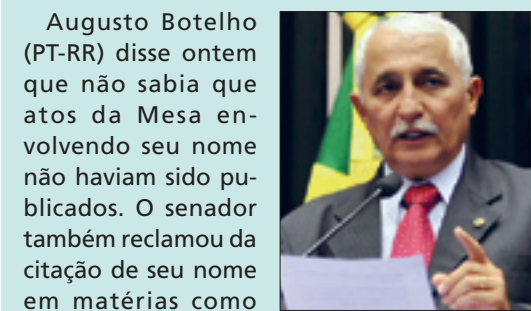 Augusto Botelho
(PT-RR) disse ontem
que não sabia que
atos da Mesa en-
volvendo seu nome
não haviam sido pu-
blicados. O senador
também reclamou da
citação de seu nome
em matérias como